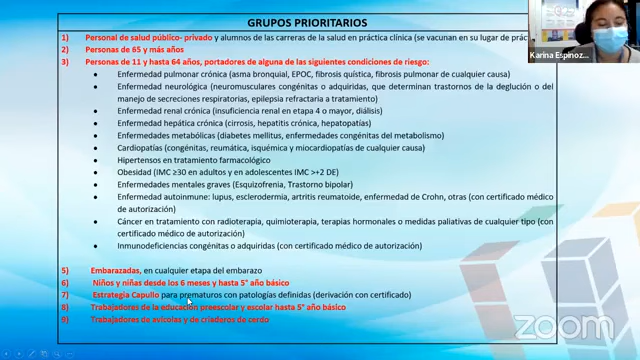 GRUPOS PRIORITARIOS
1) Personal de salud público- privado y alumnos de las carreras de la salud en práctica clínica (se vacunan en su lugar de
2) Personas de 65 y más años
3) Personas de 11 y hasta 64 años, portadores de alguna de las siguientes condiciones de riesgo:
• Enfermedad pulmonar crónica (asma bronquial, EPOC, fibrosis quística, fibrosis pulmonar de cualquier causa)
• Enfermedad neurológica (neuromusculares congénitas o adquiridas, que determinan trastornos de la deglución o del
manejo de secreciones respiratorias, epilepsia refractaria a tratamiento)
• Enfermedad renal crónica (insuficiencia renal en etapa 4 o mayor, diálisis)
• Enfermedad hepática crónica (cirrosis, hepatitis crónica, hepatopatías)
• Enfermedades metabólicas (diabetes mellitus, enfermedades congénitas del metabolismo)
• Cardiopatías (congénitas, reumática, isquémica y miocardiopatías de cualquier causa)
• Hipertensos en tratamiento farmacológico
• Obesidad (IMC ≥30 en adultos y en adolescentes IMC >+2 DE)
• Enfermedades mentales graves (Esquizofrenia, Trastorno bipolar)
• Enfermedad autoinmune: lupus, esclerodermia, artritis reumatoide, enfermedad de Crohn, otras (con certificado médico
de autorización)
• Cáncer en tratamiento con radioterapia, quimioterapia, terapias hormonales o medidas paliativas de cualquier tipo (con
certificado médico de autorización)
• Inmunodeficiencias congénitas o adquiridas (con certificado médico de autorización)
5) Embarazadas, en cualquier etapa del embarazo
6) Niños y niñas desde los 6 meses y hasta 5° año básico
7) Estrategia Capullo para prematuros con patologías definidas (derivación con certificado)
8) Trabajadores de la educación preescolar y escolar hasta 5° año básico
9) Trabajadores de avícolas y de criaderos de cerdo
Karina Espinoz...
zoom